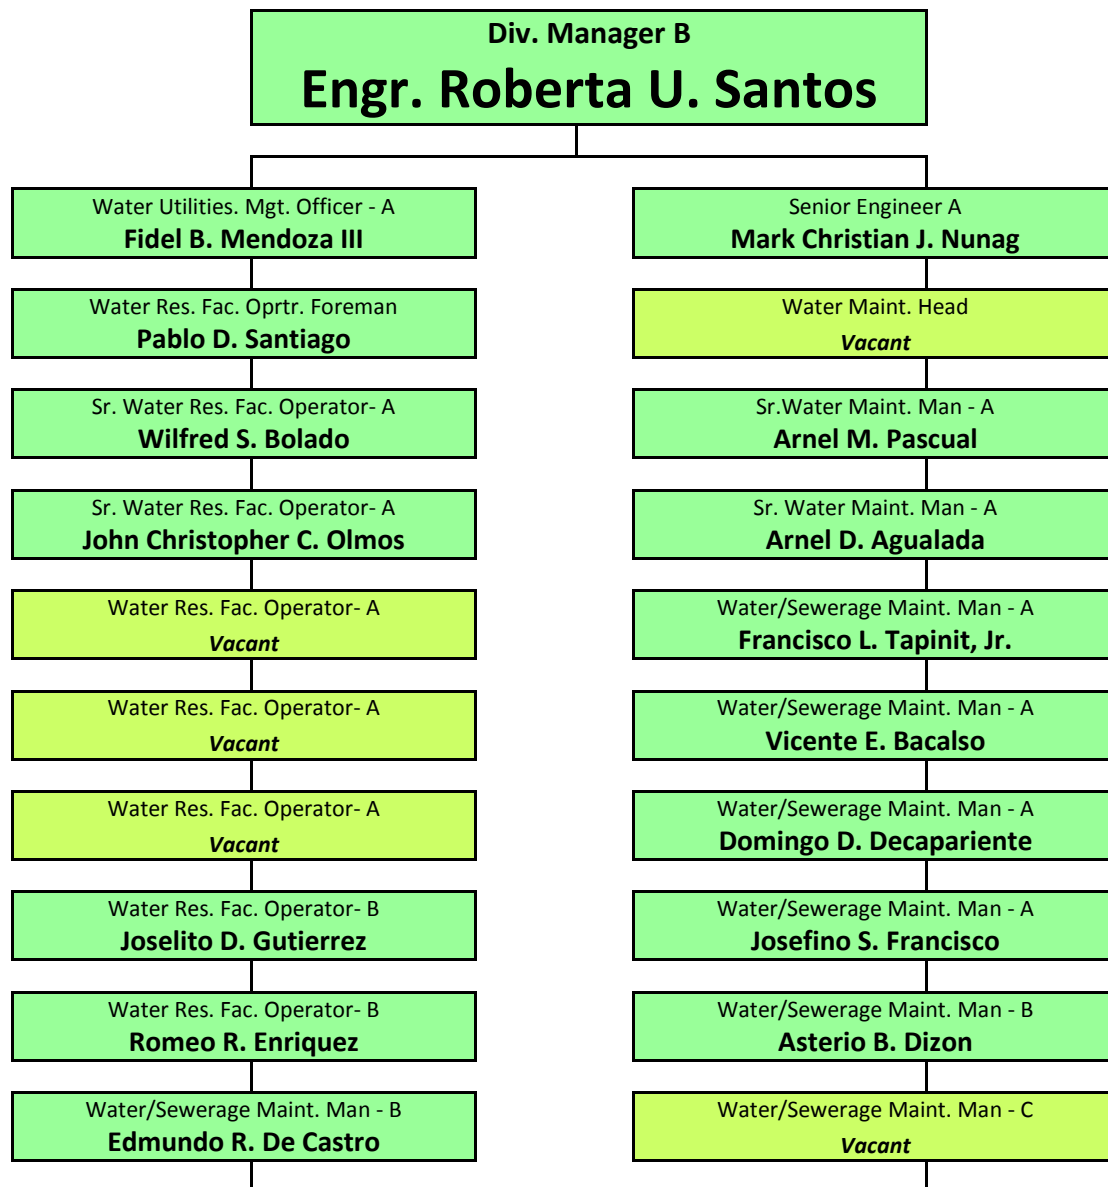 Div. Manager B
Engr. Roberta U. Santos
Water Utilities. Mgt. Officer - A
Fidel B. Mendoza III
Water Res. Fac. Oprtr. Foreman
Pablo D. Santiago
Sr. Water Res. Fac. Operator- A
Wilfred S. Bolado
Sr. Water Res. Fac. Operator- A
John Christopher C. Olmos
Water Res. Fac. Operator- A
Vacant
Water Res. Fac. Operator- A
Vacant
Water Res. Fac. Operator- A
Vacant
Water Res. Fac. Operator- B
Joselito D. Gutierrez
Water Res. Fac. Operator- B
Romeo R. Enriquez
Water/Sewerage Maint. Man - B
Edmundo R. De Castro
Senior Engineer A
Mark Christian J. Nunag
Water Maint. Head
Vacant
Sr.Water Maint. Man - A
Arnel M. Pascual
Sr. Water Maint. Man - A
Arnel D. Agualada
Water/Sewerage Maint. Man - A
Francisco L. Tapinit, Jr.
Water/Sewerage Maint. Man - A
Vicente E. Bacalso
Water/Sewerage Maint. Man - A
Domingo D. Decapariente
Water/Sewerage Maint. Man - A
Josefino S. Francisco
Water/Sewerage Maint. Man - B
Asterio B. Dizon
Water/Sewerage Maint. Man - C
Vacant